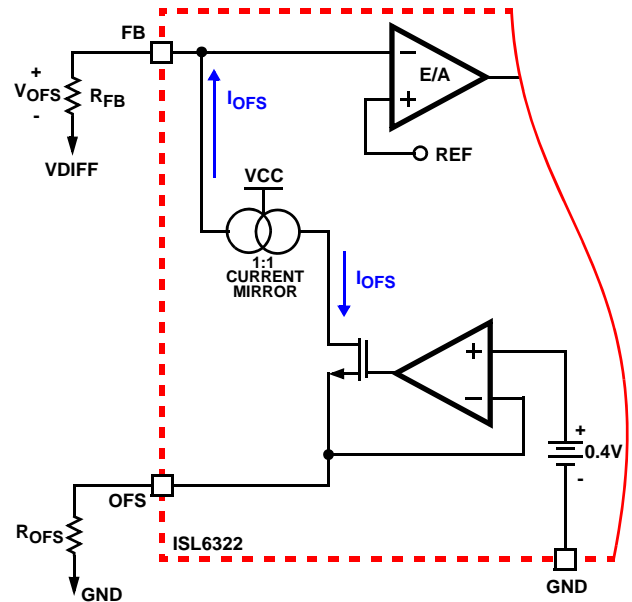 FB
+
VOFS
-
RFB
VDIFF
IOFS
-
E/A
+
REF
VCC
1:1
CURRENT
MIRROR
IOFS
+
-
+
0.4V
-
OFS
ROFS
GND
ISL6322
GND